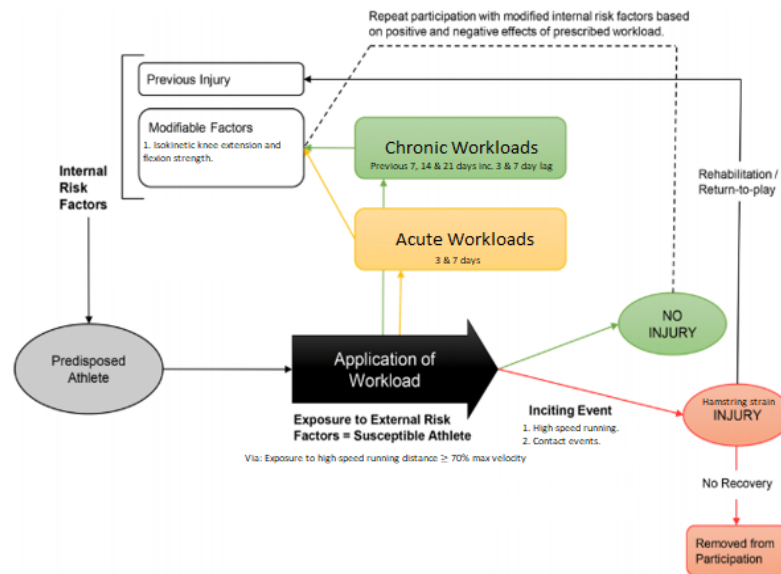 Repeat participation with modified internal risk factors based
on positive and negative effects of prescribed workload.
Previous Injury
Modifiable Factors
1. Isokinetic knee extension and
flexion strength.
Internal
Risk
Factors
Chronic Workloads
Previous 7, 14 & 21 days inc. 3 & 7 day lag
Acute Workloads
3 & 7 days
Rehabilitation /
Return-to-play
NO
INJURY
Predisposed
Athlete
Application of
Workload
Exposure to External Risk
Factors = Susceptible Athlete
Via: Exposure to high-speed running distance ≥ 70% max velocity
Inciting Event
1. High speed running.
2. Contact events.
Hamstring strain
INJURY
No Recovery
Removed from
Participation